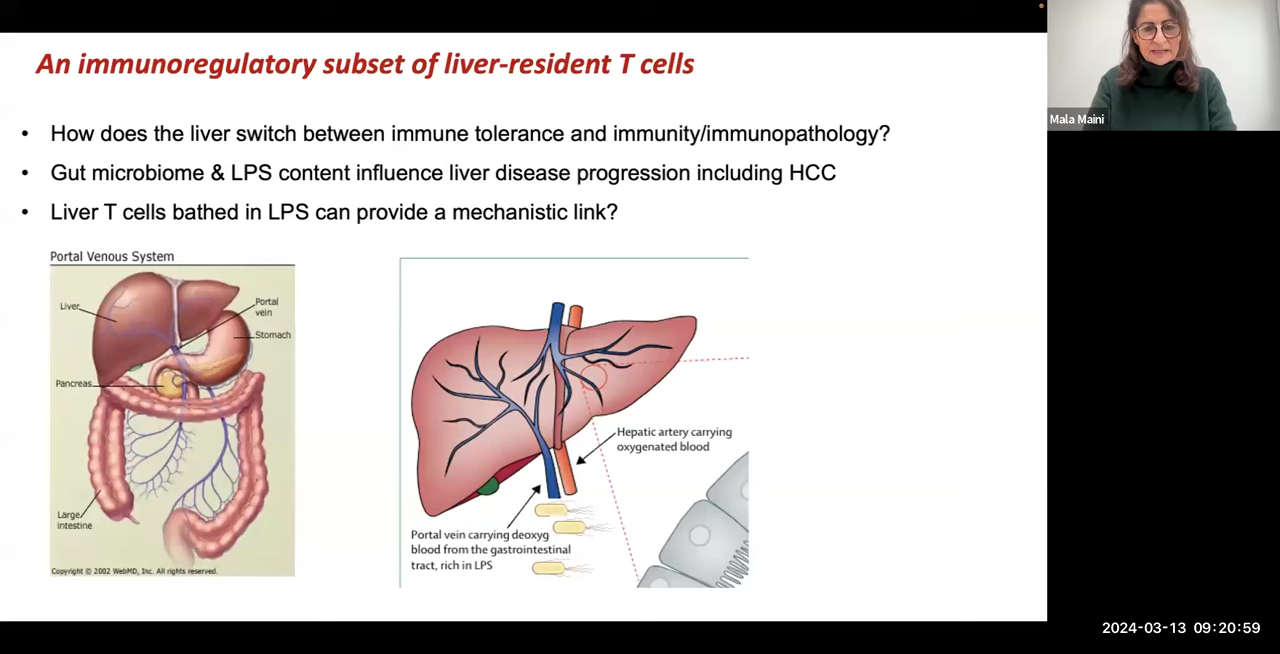 An immunoregulatory subset of liver-resident T cells
• How does the liver switch between immune tolerance and immunity/immunopathology?
• Gut microbiome & LPS content influence liver disease progression including HCC
• Liver T cells bathed in LPS can provide a mechanistic link?
Portal Venous System
Liver
Portal
vein
Stomach
Pancreas
Large
intestine
Copyright © 2002 WebMD, Inc. All rights reserved.
Hepatic artery carrying
oxygenated blood
Portal vein carrying deoxyg
blood from the gastrointestinal
tract, rich in LPS
Mala Maini
2024-03-13 09:20:59